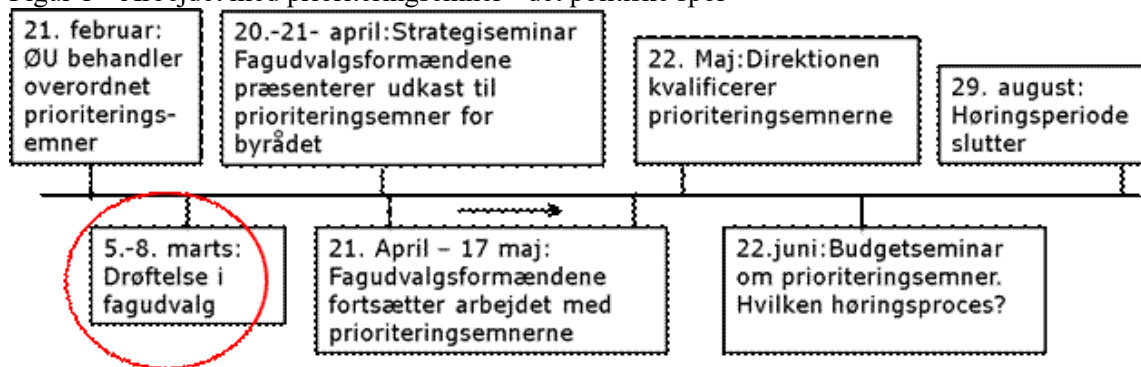 21. februar:
ØU behandler
overordnet
prioriterings-
emner
20.-21- april:Strategiseminar
Fagudvalgsformændene
præsenterer udkast til
prioriteringsemner for
byrådet
22. Maj:Direktionen
kvalificerer
prioriteringsemnerne
29. august:
Høringsperiode
slutter
5.-8. marts:
Drøftelse i
fagudvalg
21. April – 17 maj:
Fagudvalgsformændene
fortsætter arbejdet med
prioriteringsemnerne
22.juni:Budgetseminar
om prioriteringsemner.
Hvilken høringsproces?